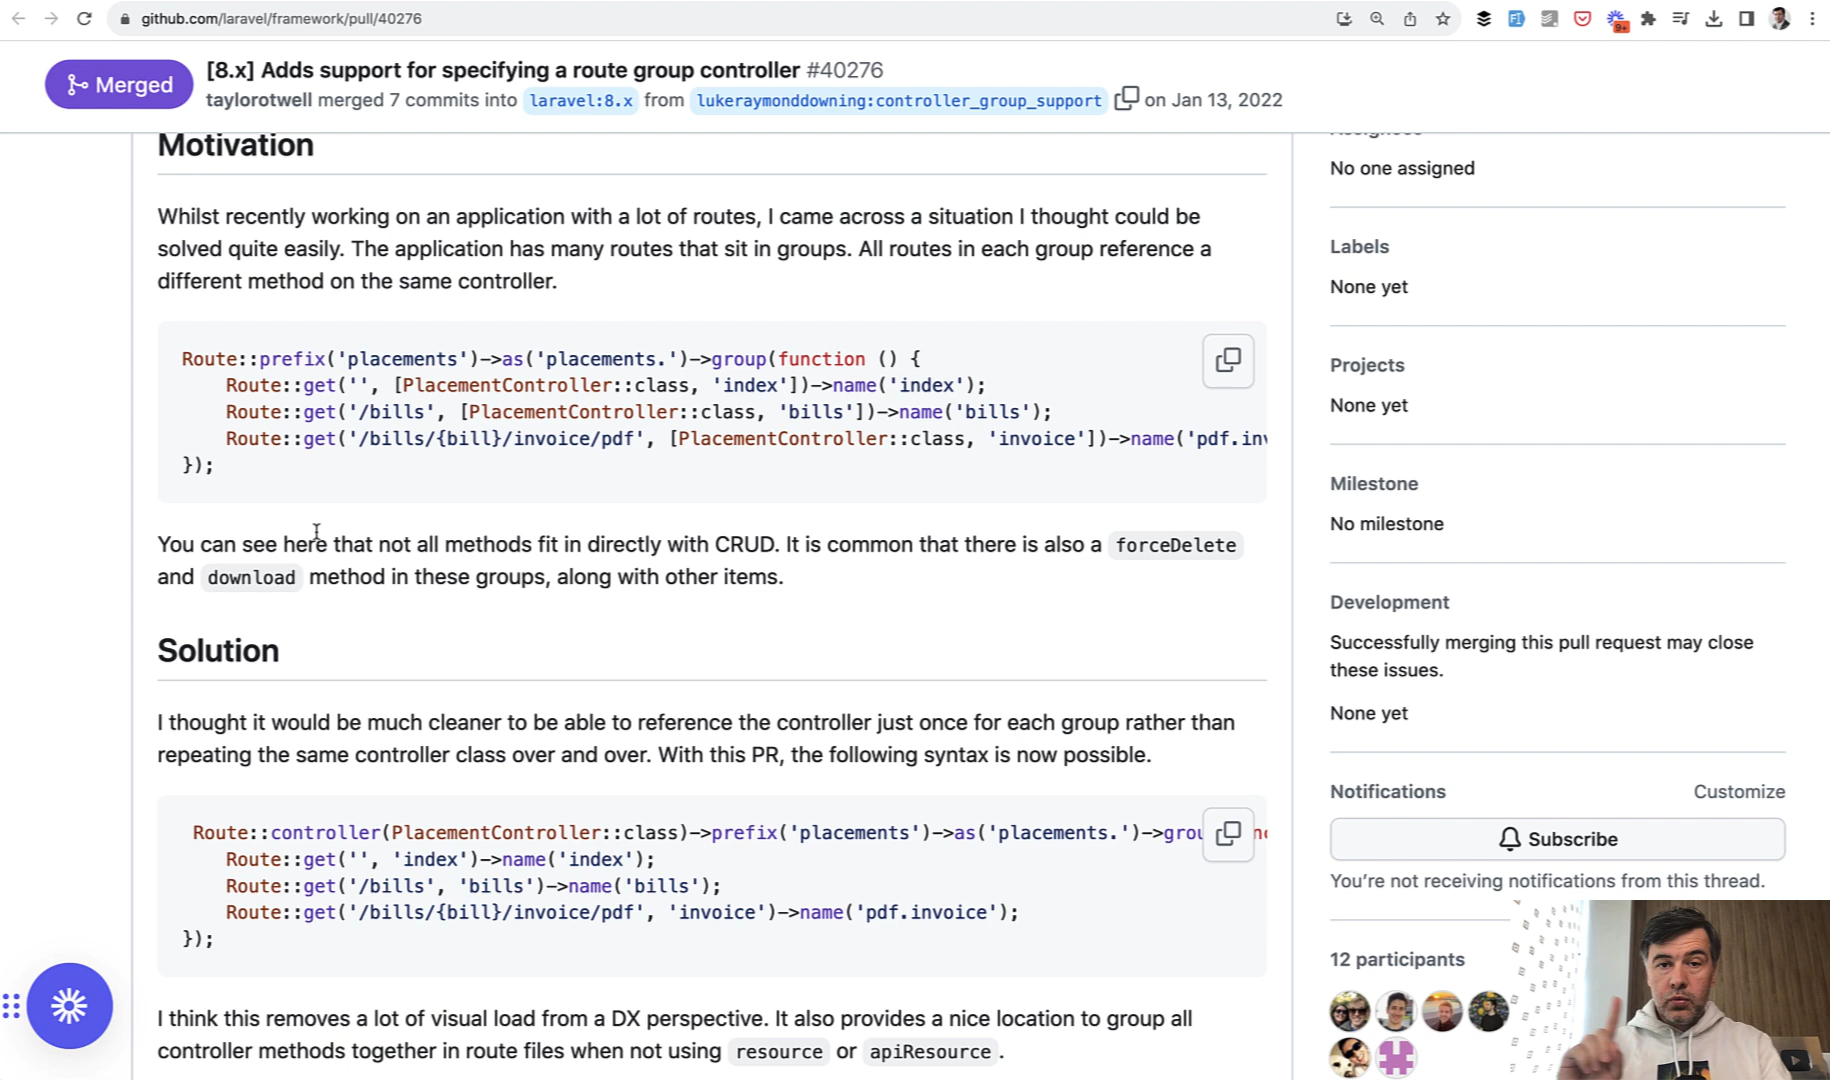 github.com/laravel/framework/pull/40276
9+
Merged
[8.x] Adds support for specifying a route group controller #40276
taylorotwell merged 7 commits into laravel:8.x from lukeraymonddowning:controller_group_support on Jan 13, 2022
Motivation
Whilst recently working on an application with a lot of routes, I came across a situation I thought could be
solved quite easily. The application has many routes that sit in groups. All routes in each group reference a
different method on the same controller.
Route::prefix('placements')->as('placements.')->group(function () {
Route::get('', [PlacementController::class, 'index'])->name('index');
Route::get('/bills', [PlacementController::class, 'bills'])->name('bills');
Route::get('/bills/{bill}/invoice/pdf', [PlacementController::class, 'invoice'])->name('pdf.inv
});
You can see here that not all methods fit in directly with CRUD. It is common that there is also a forceDelete
and download method in these groups, along with other items.
Solution
I thought it would be much cleaner to be able to reference the controller just once for each group rather than
repeating the same controller class over and over. With this PR, the following syntax is now possible.
Route::controller(PlacementController::class)->prefix('placements')->as('placements.')->grou
Route::get('', 'index')->name('index');
Route::get('/bills', 'bills')->name('bills');
Route::get('/bills/{bill}/invoice/pdf', 'invoice')->name('pdf.invoice');
});
I think this removes a lot of visual load from a DX perspective. It also provides a nice location to group all
controller methods together in route files when not using resource or apiResource.
No one assigned
Labels
None yet
Projects
None yet
Milestone
No milestone
Development
Successfully merging this pull request may close
these issues.
None yet
Notifications
Customize
Subscribe
You're not receiving notifications from this thread.
12 participants